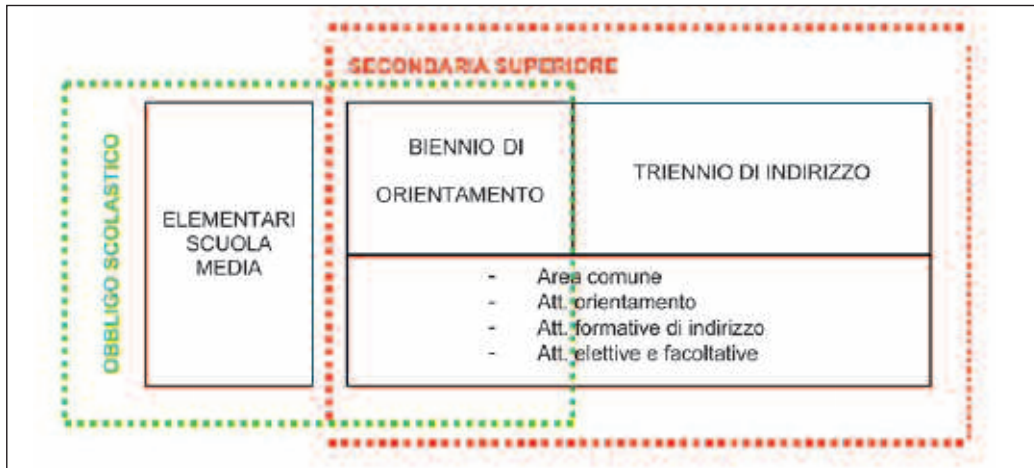 SECONDARIA SUPERIORE
OBBLIGO SCOLASTICO
ELEMENTARI
SCUOLA
MEDIA
BIENNIO DI
ORIENTAMENTO
TRIENNIO DI INDIRIZZO
- Area comune
- Att. orientamento
- Att. formative di indirizzo
- Att. elettive e facoltative